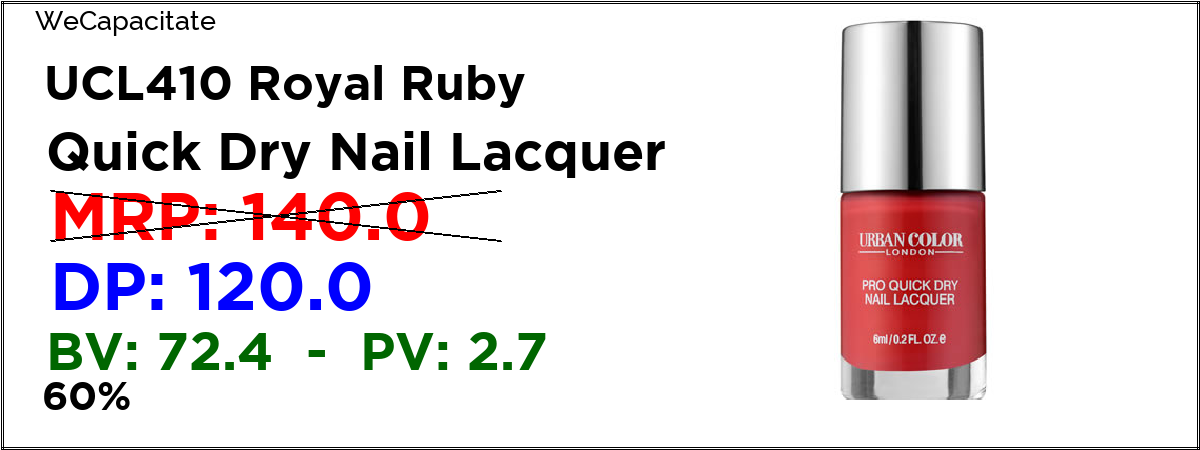 WeCapacitate
UCL410 Royal Ruby
Quick Dry Nail Lacquer
MRP: 140.0
DP: 120.0
BV: 72.4 - PV: 2.7
60%
URBAN COLOR
LONDON
PRO QUICK DRY
NAIL LACQUER
6ml/0.2 FL. OZ. e